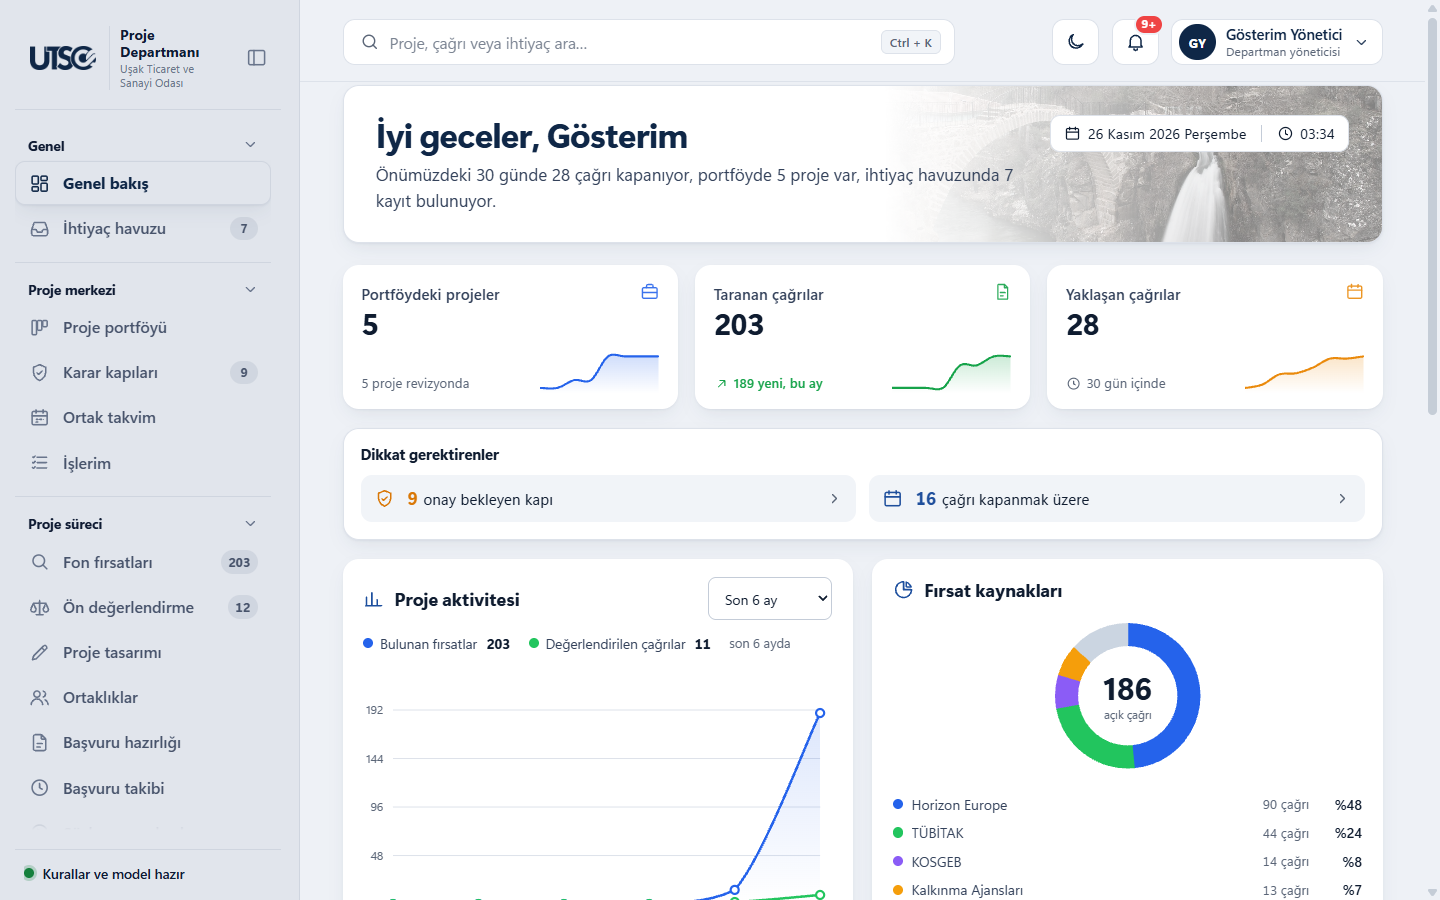 UTSO
Proje
Departmanı
Uşak Ticaret ve
Sanayi Odası
Genel
Genel bakış
İhtiyaç havuzu 7
Proje merkezi
Proje portföyü
Karar kapıları 9
Ortak takvim
İşlerim
Proje süreci
Fon fırsatları 203
Ön değerlendirme 12
Proje tasarımı
Ortaklıklar
Başvuru hazırlığı
Başvuru takibi
Kurallar ve model hazır
Proje, çağrı veya ihtiyaç ara... Ctrl + K
9+
GY
Gösterim Yönetici
Departman yöneticisi
İyi geceler, Gösterim
26 Kasım 2026 Perşembe 03:34
Önümüzdeki 30 günde 28 çağrı kapanıyor, portföyde 5 proje var, ihtiyaç havuzunda 7
kayıt bulunuyor.
Portföydeki projeler
5
5 proje revizyonda
Taranan çağrılar
203
189 yeni, bu ay
Yaklaşan çağrılar
28
30 gün içinde
Dikkat gerektirenler
9 onay bekleyen kapı
16 çağrı kapanmak üzere
Proje aktivitesi
Son 6 ay
Bulunan fırsatlar 203 Değerlendirilen çağrılar 11 son 6 ayda
192
144
96
48
Fırsat kaynakları
186
açık çağrı
Horizon Europe 90 çağrı %48
TÜBİTAK 44 çağrı %24
KOSGEB 14 çağrı %8
Kalkınma Ajansları 13 çağrı %7